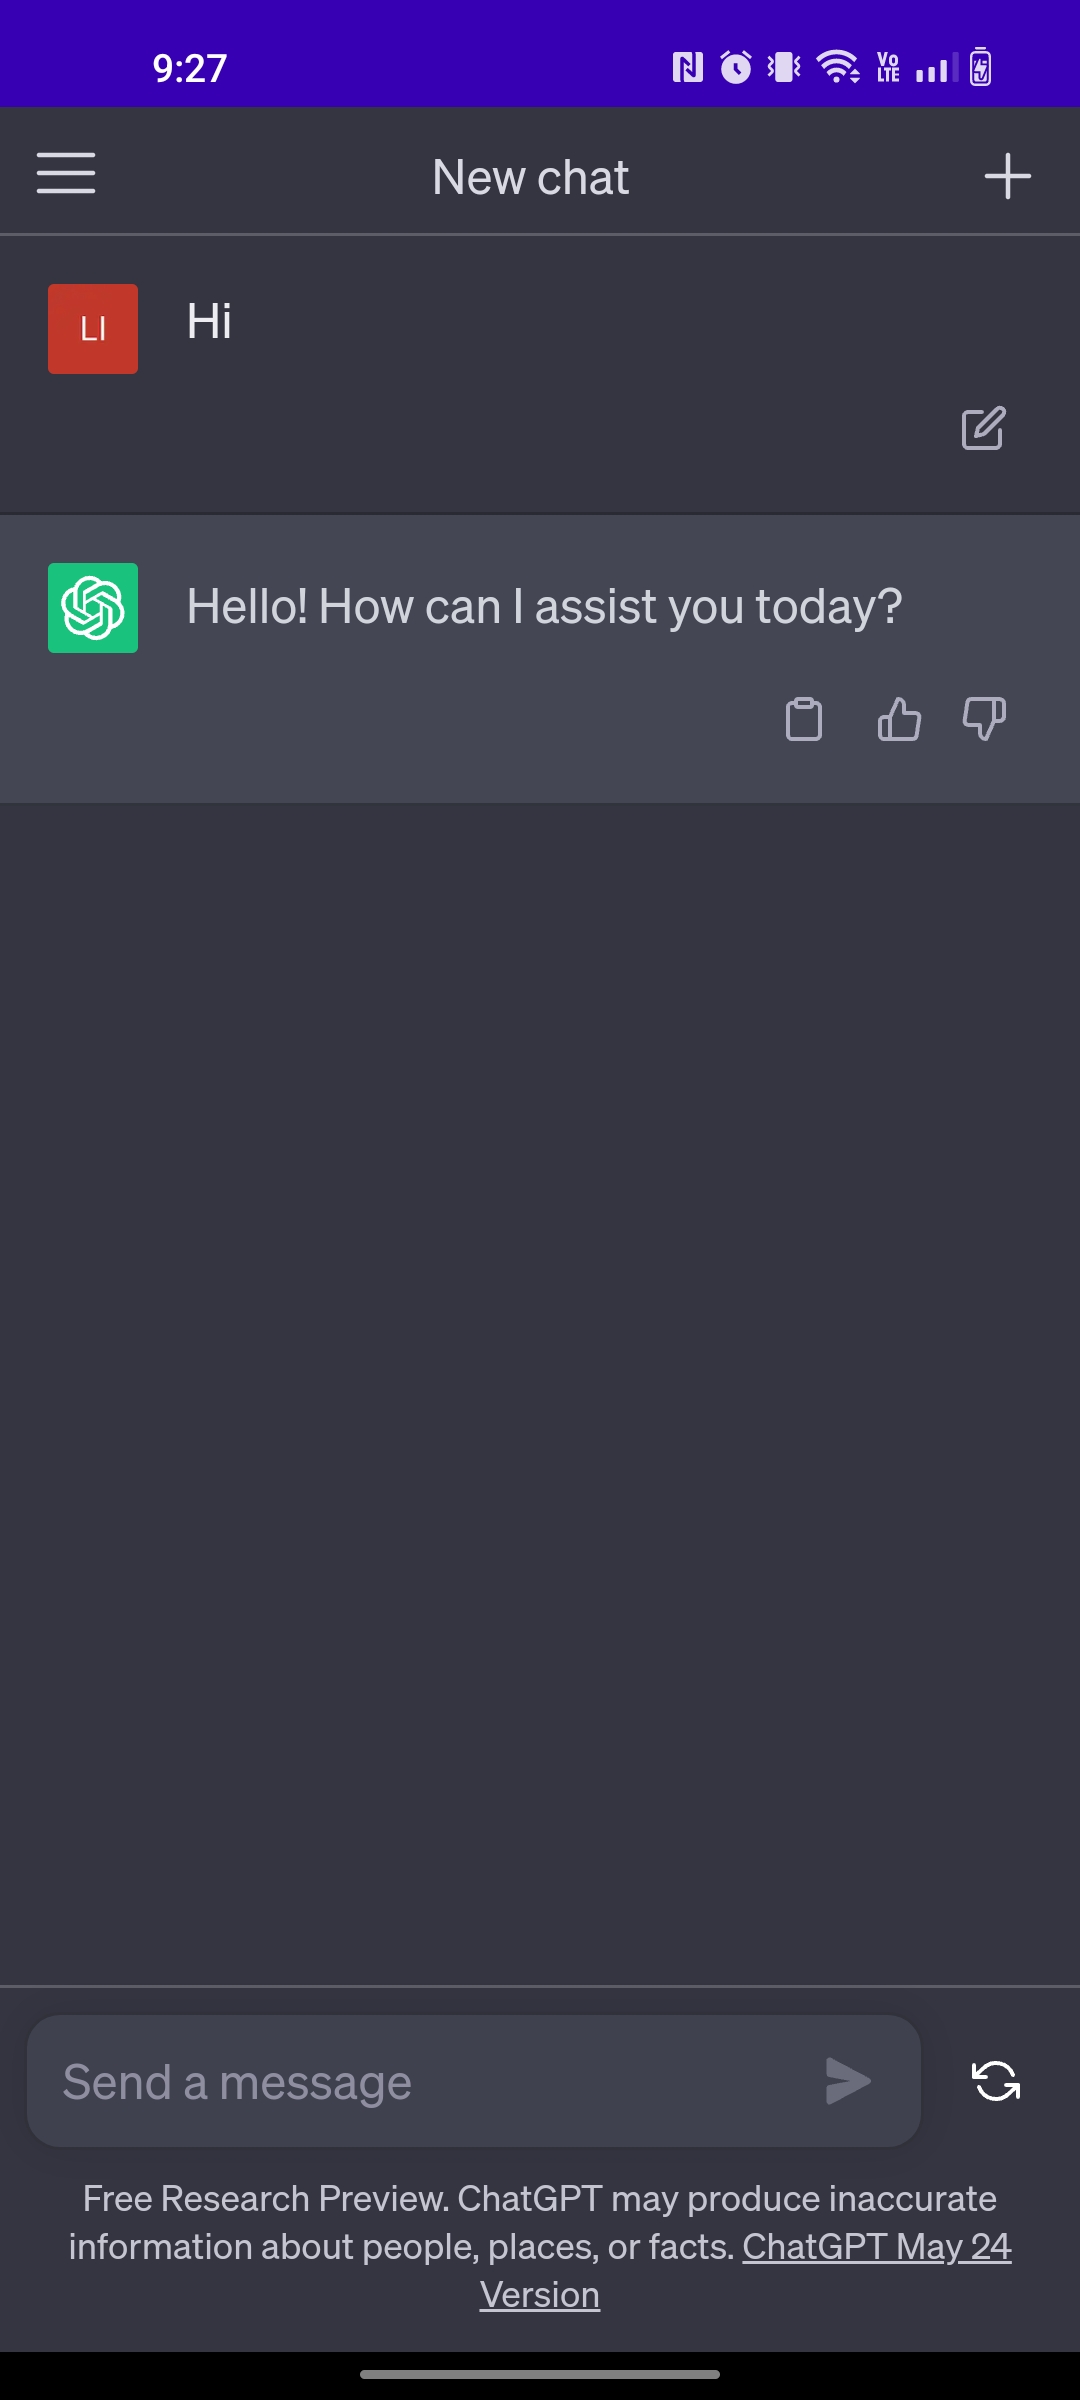 9:27
Vo
LTE
New chat
LI
Hi
Hello! How can I assist you today?
Send a message
Free Research Preview. ChatGPT may produce inaccurate
information about people, places, or facts. ChatGPT May 24
Version